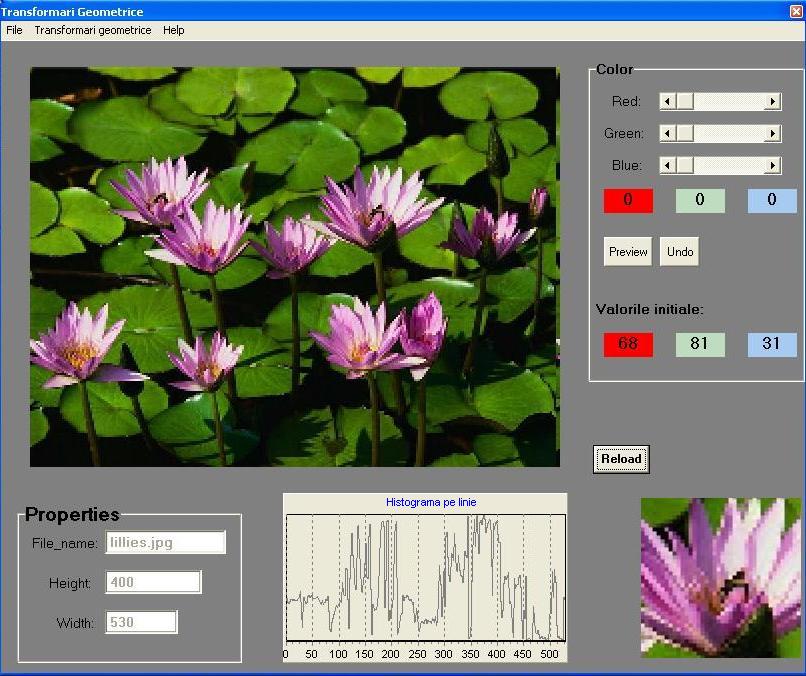 Transformari Geometrice
File Transformari geometrice Help
Color
Red:
Green:
Blue:
0 0 0
Preview Undo
Valorile initiale:
68 81 31
Reload
Properties
File_name: lillies.jpg
Height: 400
Width: 530
Histograma pe linie
0 50 100 150 200 250 300 350 400 450 500